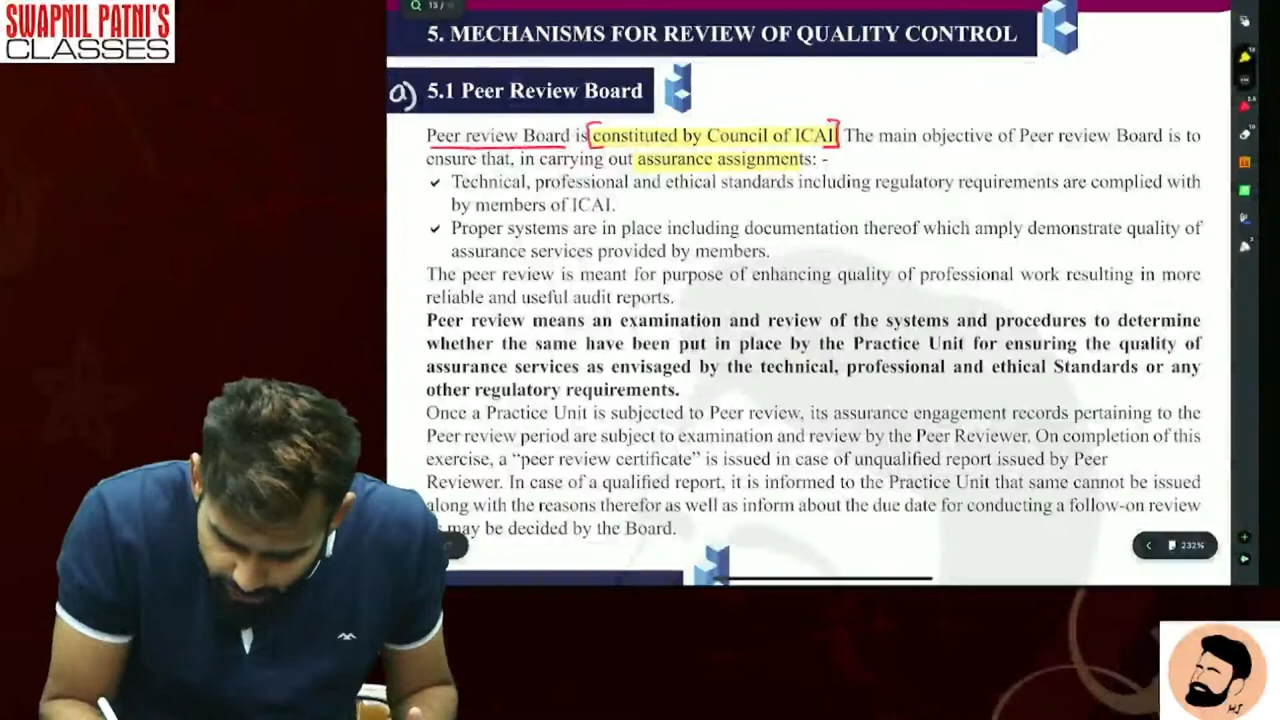 SWAPNIL PATNI'S
CLASSES
13 /
5. MECHANISMS FOR REVIEW OF QUALITY CONTROL
a) 5.1 Peer Review Board
Peer review Board is constituted by Council of ICAI. The main objective of Peer review Board is to
ensure that, in carrying out assurance assignments: -
✓ Technical, professional and ethical standards including regulatory requirements are complied with
by members of ICAI.
✓ Proper systems are in place including documentation thereof which amply demonstrate quality of
assurance services provided by members.
The peer review is meant for purpose of enhancing quality of professional work resulting in more
reliable and useful audit reports.
Peer review means an examination and review of the systems and procedures to determine
whether the same have been put in place by the Practice Unit for ensuring the quality of
assurance services as envisaged by the technical, professional and ethical Standards or any
other regulatory requirements.
Once a Practice Unit is subjected to Peer review, its assurance engagement records pertaining to the
Peer review period are subject to examination and review by the Peer Reviewer. On completion of this
exercise, a “peer review certificate” is issued in case of unqualified report issued by Peer
Reviewer. In case of a qualified report, it is informed to the Practice Unit that same cannot be issued
along with the reasons therefor as well as inform about the due date for conducting a follow-on review
may be decided by the Board.
232%